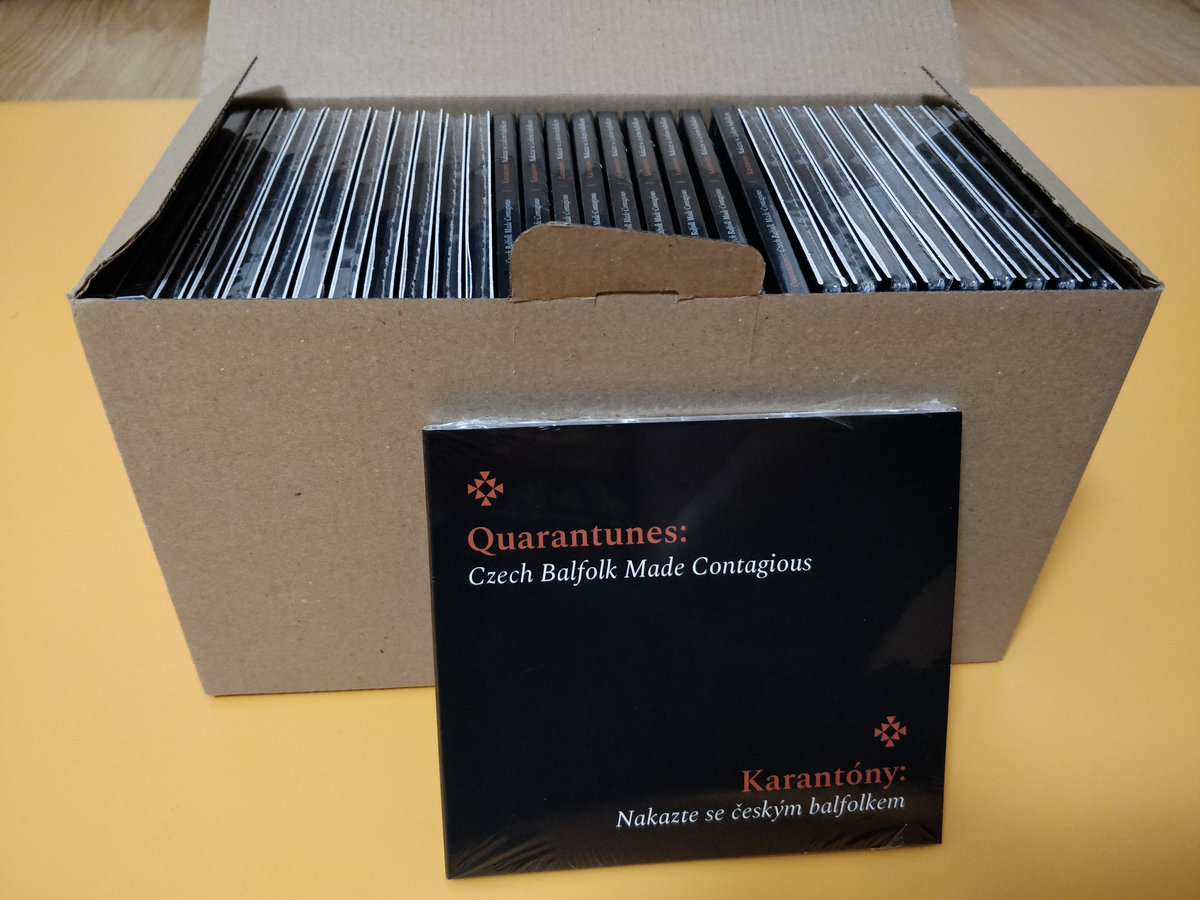 Quarantunes:
Czech Balfolk Made Contagious
Karantóny:
Nakazte se českým balfolkem